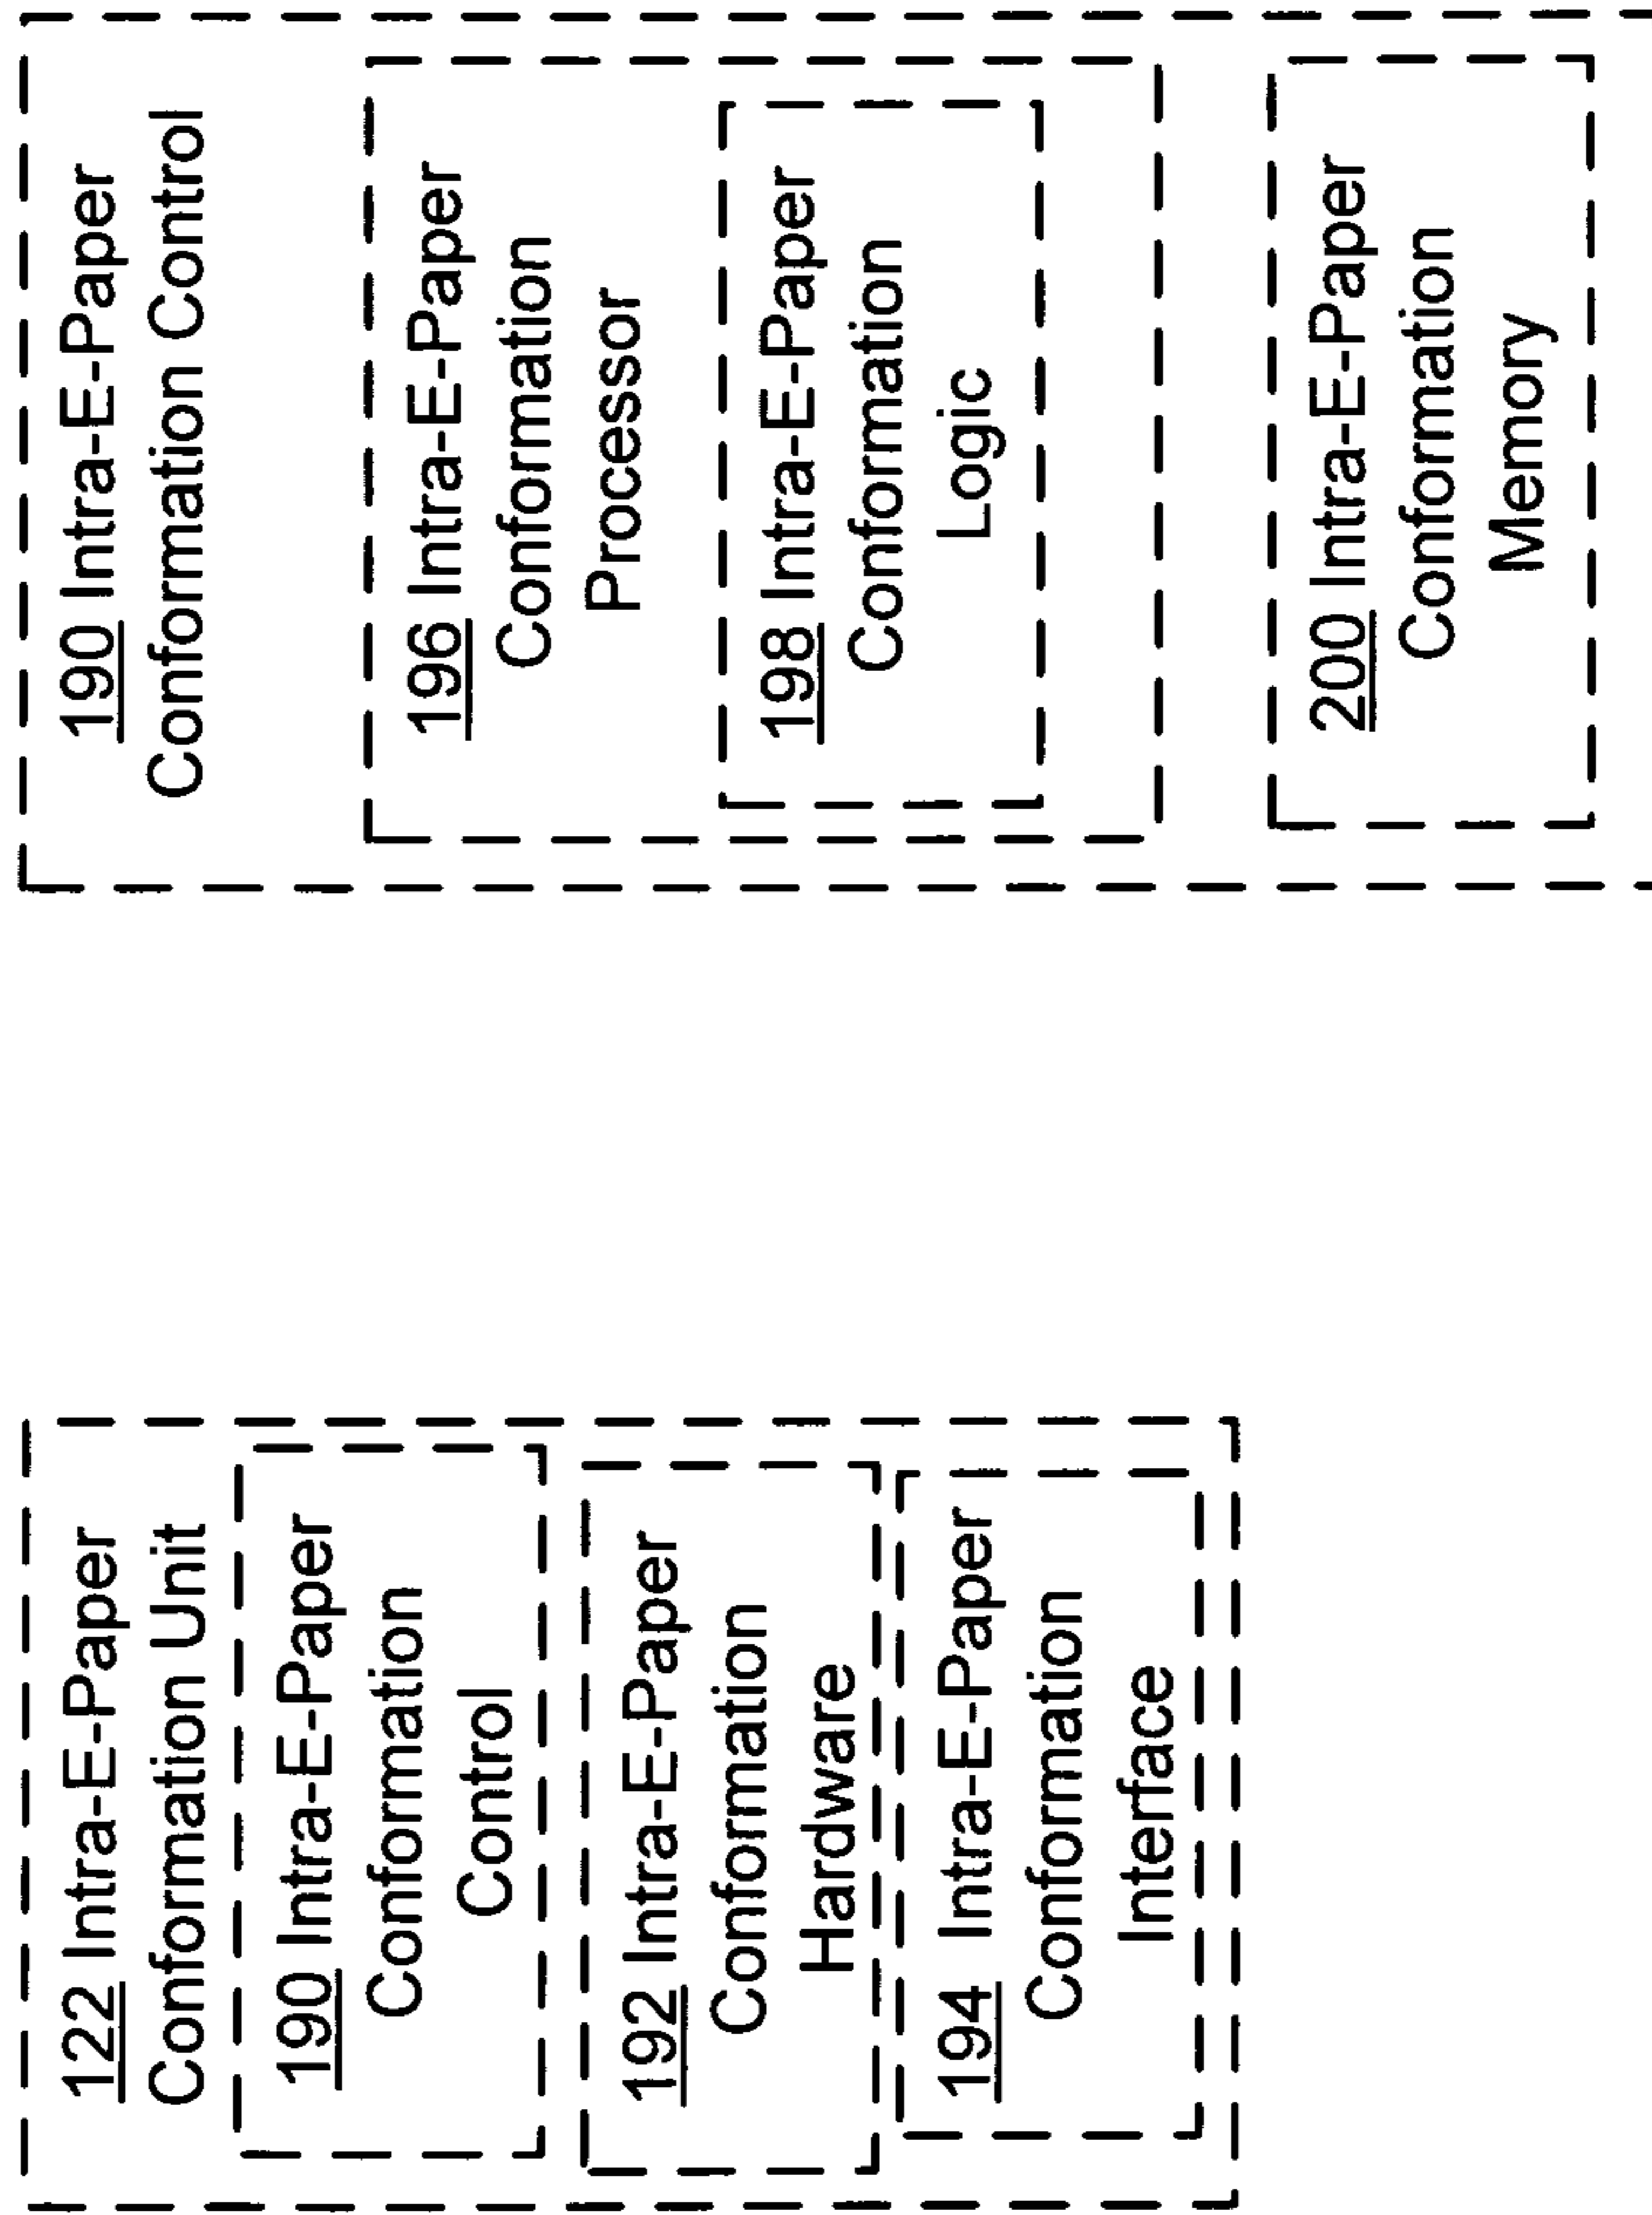 122 Intra-E-Paper
Conformation Unit
190 Intra-E-Paper
Conformation
Control
192 Intra-E-Paper
Conformation
Hardware
194 Intra-E-Paper
Conformation
Interface
190 Intra-E-Paper
Conformation Control
196 Intra-E-Paper
Conformation
Processor
198 Intra-E-Paper
Conformation
Logic
200 Intra-E-Paper
Conformation
Memory